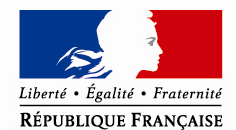 Liberté • Égalité • Fraternité
RÉPUBLIQUE FRANÇAISE